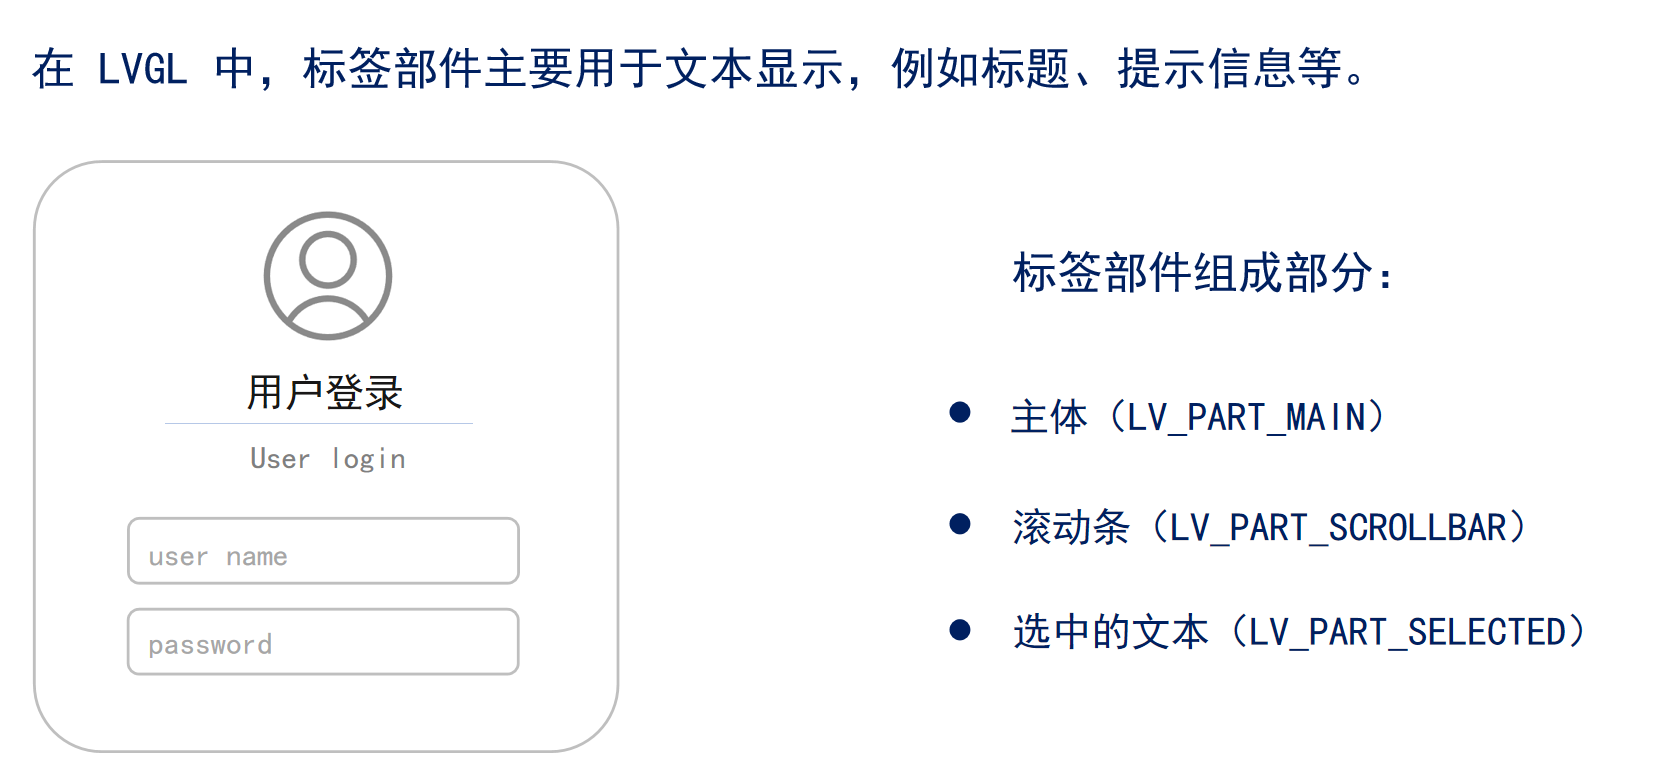 在 LVGL 中，标签部件主要用于文本显示，例如标题、提示信息等。
用户登录
User login
user name
password
标签部件组成部分：
● 主体（LV_PART_MAIN）
● 滚动条（LV_PART_SCROLLBAR）
● 选中的文本（LV_PART_SELECTED）